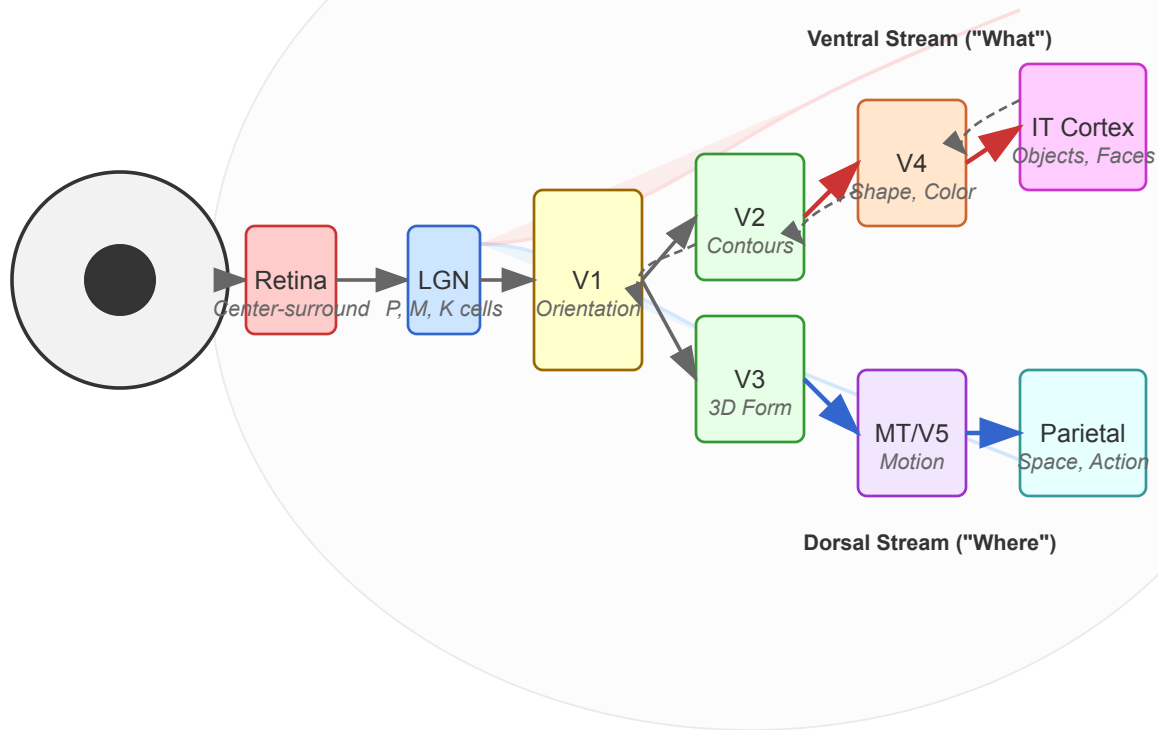 Ventral Stream ("What")
IT Cortex
Objects, Faces
V4
Shape, Color
V2
Contours
Retina
Center-surround
LGN
P, M, K cells
V1
Orientation
V3
3D Form
MT/V5
Motion
Parietal
Space, Action
Dorsal Stream ("Where")